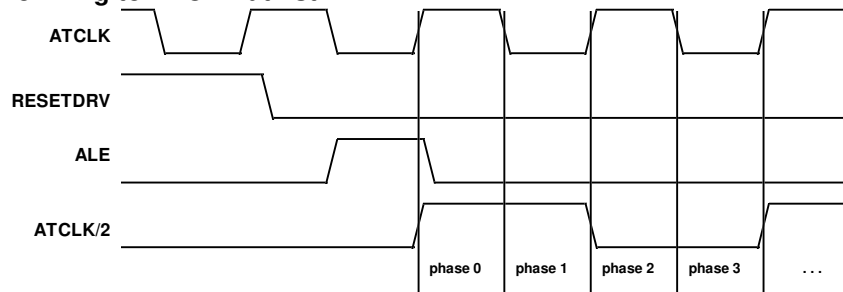 ATCLK
RESETDRV
ALE
ATCLK/2
phase 0 phase 1 phase 2 phase 3 ...